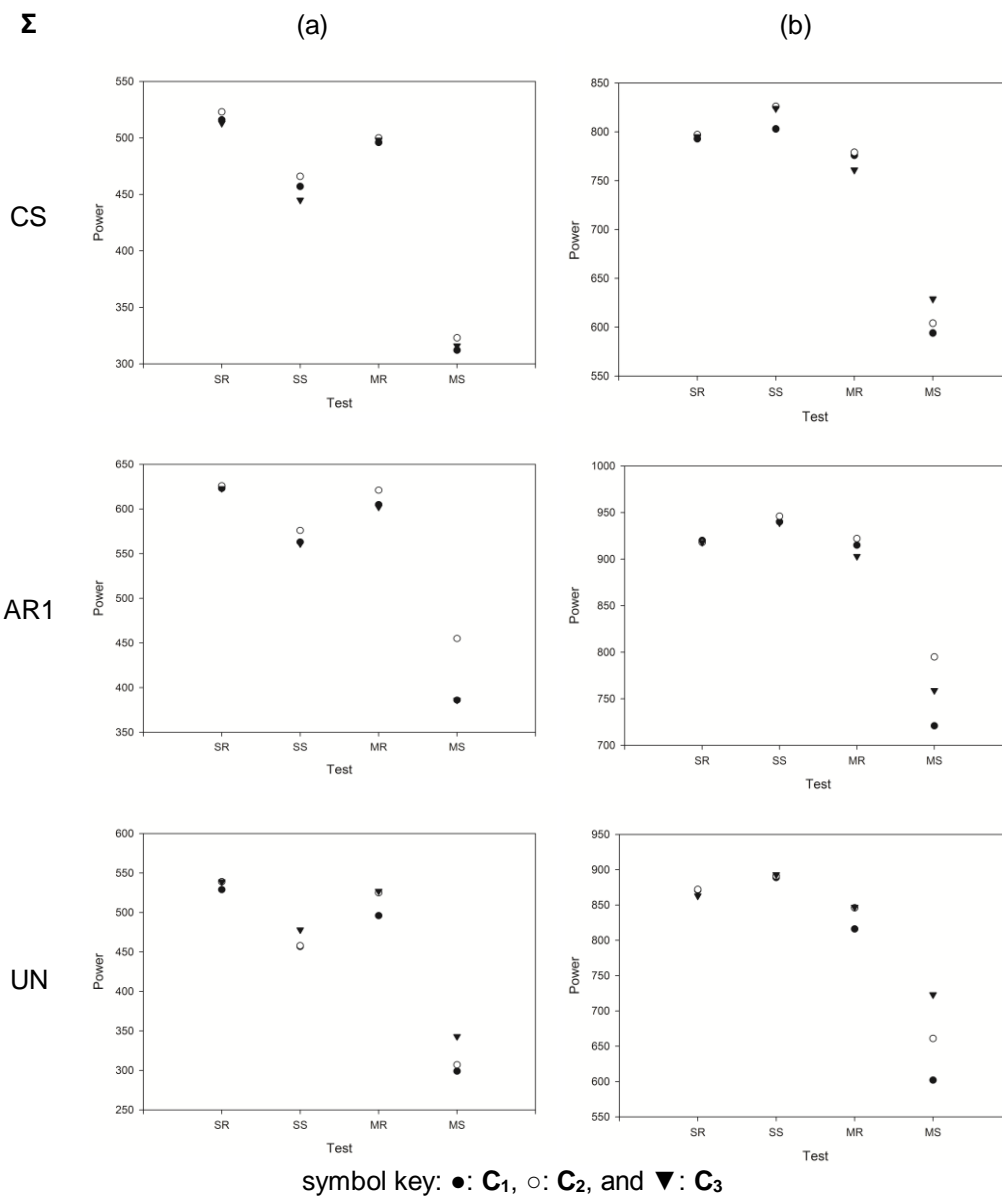 Σ (a) (b)
CS
Power
550
500
450
400
350
300
SR SS MR MS
Test
Power
850
800
750
700
650
600
550
SR SS MR MS
Test
AR1
Power
650
600
550
500
450
400
350
SR SS MR MS
Test
Power
1000
950
900
850
800
750
700
SR SS MR MS
Test
UN
Power
600
550
500
450
400
350
300
250
SR SS MR MS
Test
Power
950
900
850
800
750
700
650
600
550
SR SS MR MS
Test
symbol key: ●: C₁, ○: C₂, and ▼: C₃